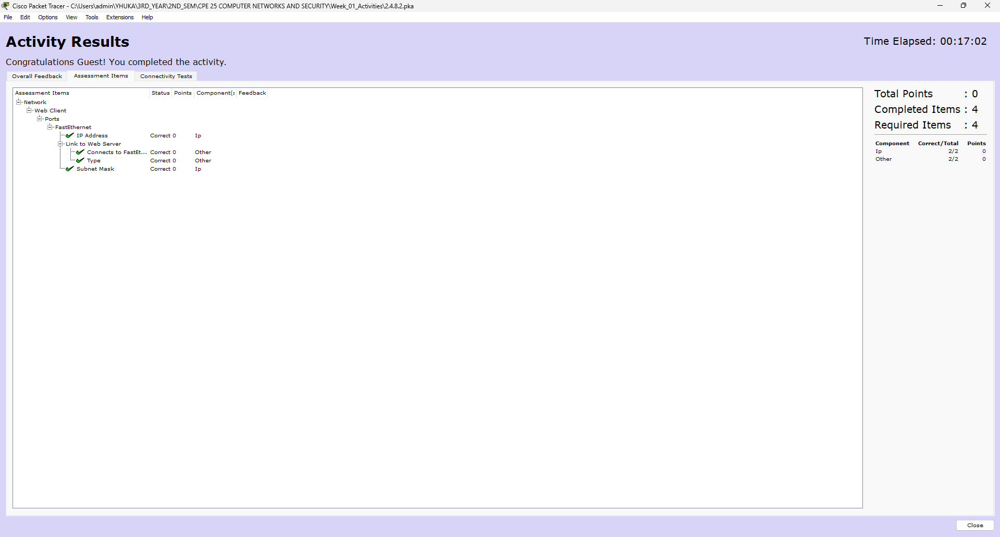 Cisco Packet Tracer - C:\Users\admin\YHUKA\3RD_YEAR\2ND_SEM\CPE 25 COMPUTER NETWORKS AND SECURITY\Week_01_Activities\2.4.8.2.pka
File Edit Options View Tools Extensions Help
Activity Results
Time Elapsed: 00:17:02
Congratulations Guest! You completed the activity.
Overall Feedback Assessment Items Connectivity Tests
Assessment Items Status Points Component(s Feedback
Network
Web Client
Ports
FastEthernet
IP Address Correct 0 Ip
Link to Web Server
Connects to FastEt... Correct 0 Other
Type Correct 0 Other
Subnet Mask Correct 0 Ip
Total Points : 0
Completed Items : 4
Required Items : 4
Component Correct/Total Points
Ip 2/2 0
Other 2/2 0
Close